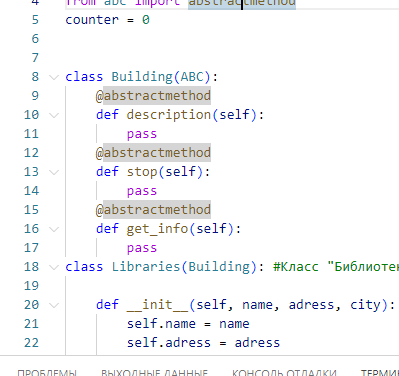 4 from abc import abstractmethod
5 counter = 0
6
7
8 class Building(ABC):
9 @abstractmethod
10 def description(self):
11 pass
12 @abstractmethod
13 def stop(self):
14 pass
15 @abstractmethod
16 def get_info(self):
17 pass
18 class Libraries(Building): #Класс "Библиотек
19
20 def __init__(self, name, adress, city):
21 self.name = name
22 self.adress = adress
ПРОБЛЕМЫ ВЫХОДНЫЕ ДАННЫЕ КОНСОЛЬ ОТЛАДКИ ТЕРМИ